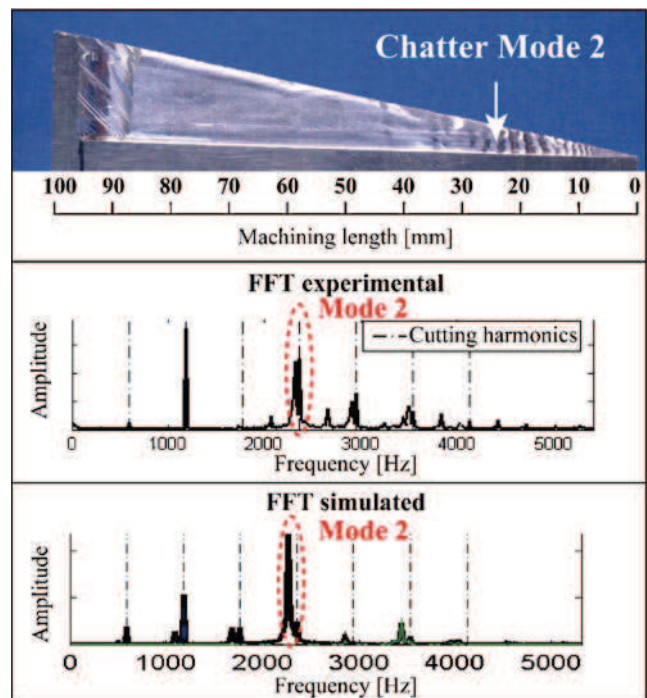 Chatter Mode 2
100 90 80 70 60 50 40 30 20 10 0
Machining length [mm]
FFT experimental
Mode 2
Cutting harmonics
Amplitude
0 1000 2000 3000 4000 5000
Frequency [Hz]
FFT simulated
Mode 2
Amplitude
0 1000 2000 3000 4000 5000
Frequency [Hz]